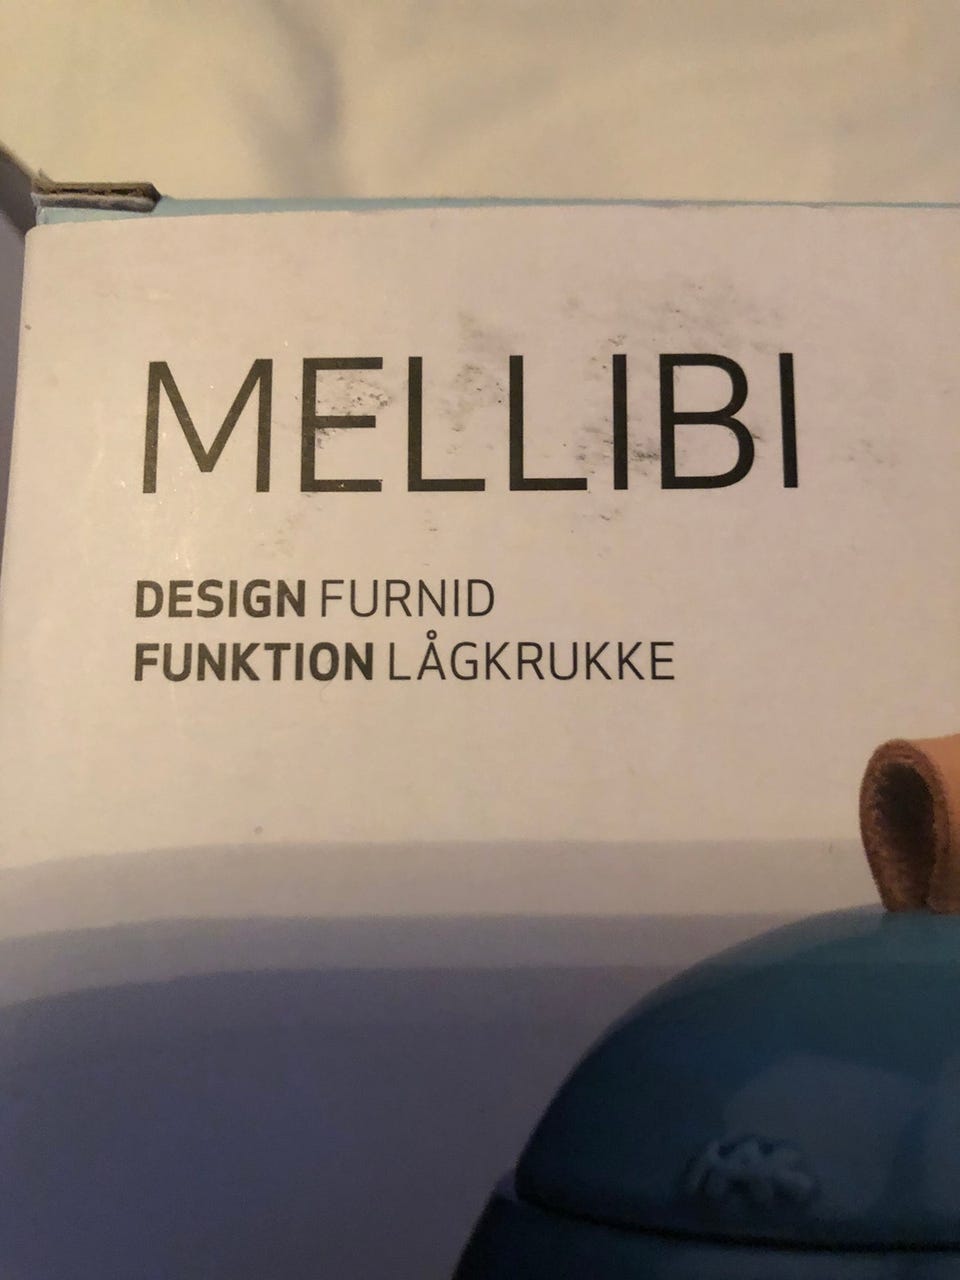 MELLIBI
DESIGN FURNID
FUNKTION LÅGKRUKKE